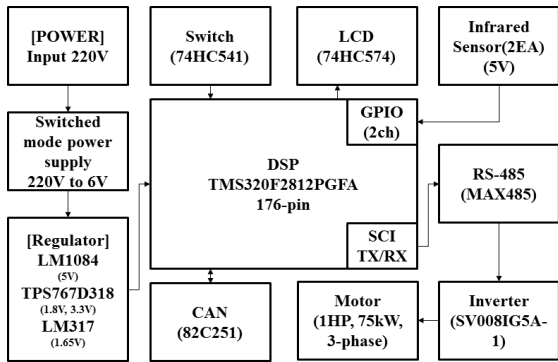 [POWER]
Input 220V
Switch
(74HC541)
LCD
(74HC574)
Infrared
Sensor(2EA)
(5V)
Switched
mode power
supply
220V to 6V
GPIO
(2ch)
DSP
TMS320F2812PGFA
176-pin
RS-485
(MAX485)
SCI
TX/RX
[Regulator]
LM1084
(5V)
TPS767D318
(1.8V, 3.3V)
LM317
(1.65V)
CAN
(82C251)
Motor
(1HP, 75kW,
3-phase)
Inverter
(SV008IG5A-
1)